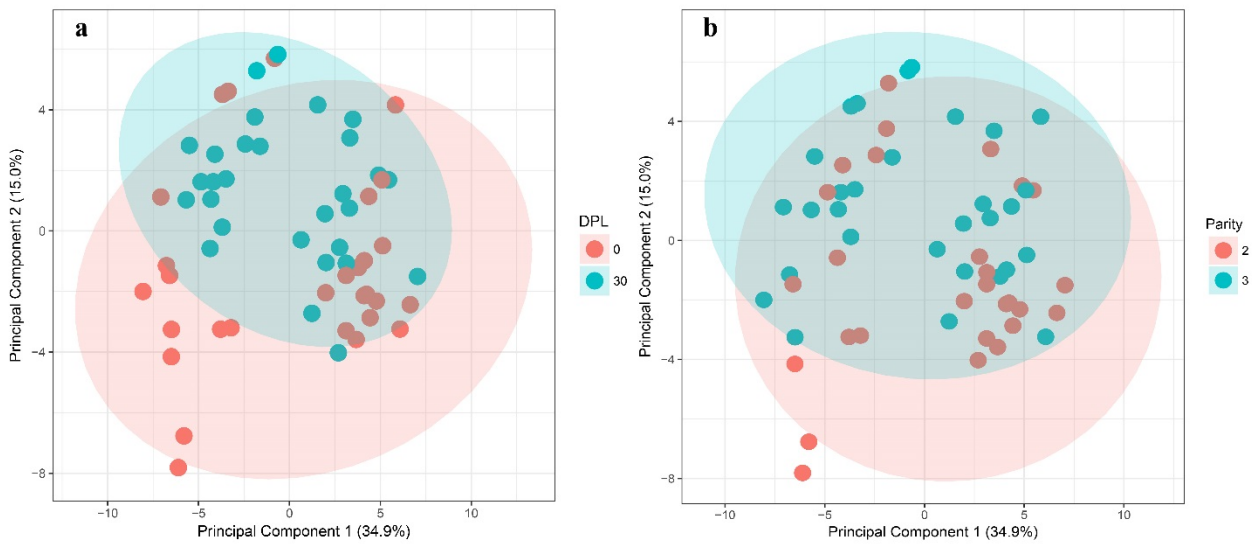 a
4
0
−4
−8
−10
−5
0
5
10
Principal Component 1 (34.9%)
Principal Component 2 (15.0%)
DPL
0
30
b
4
0
−4
−8
−10
−5
0
5
10
Principal Component 1 (34.9%)
Principal Component 2 (15.0%)
Parity
2
3